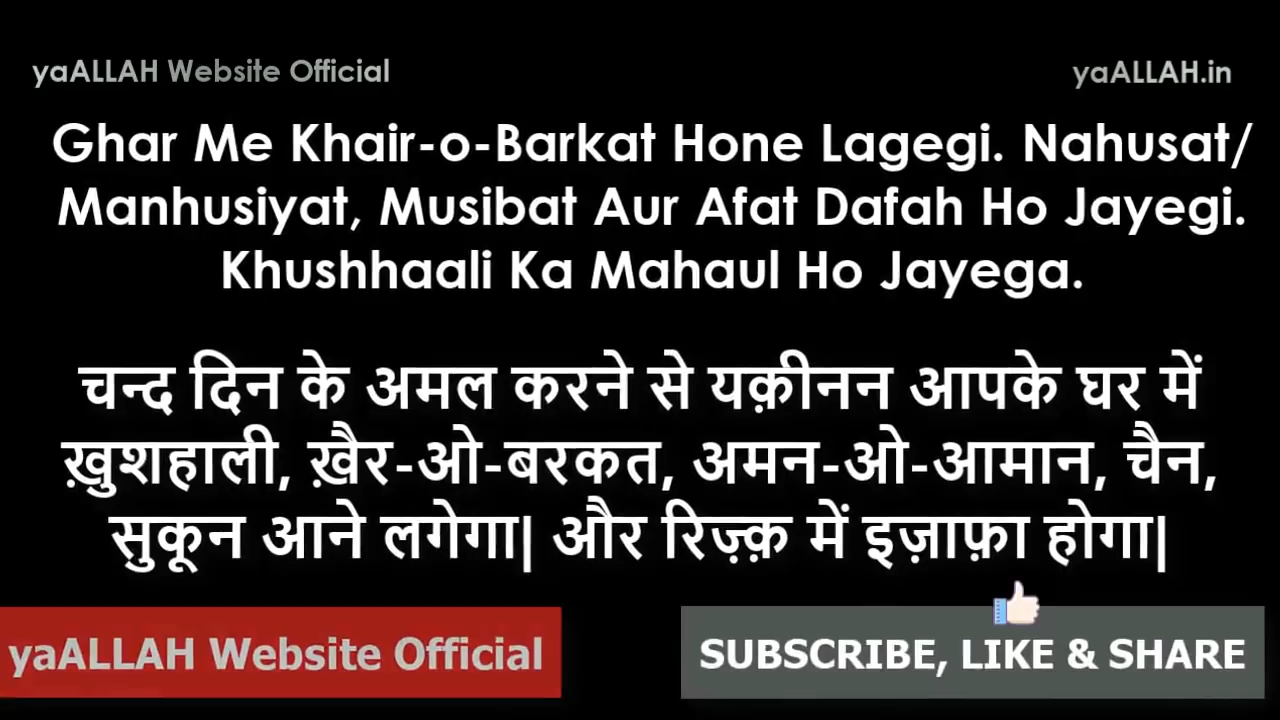 yaALLAH Website Official
yaALLAH.in
Ghar Me Khair-o-Barkat Hone Lagegi. Nahusat/
Manhusiyat, Musibat Aur Afat Dafah Ho Jayegi.
Khushhaali Ka Mahaul Ho Jayega.
चन्द दिन के अमल करने से यक़ीनन आपके घर में
ख़ुशहाली, ख़ैर-ओ-बरकत, अमन-ओ-आमान, चैन,
सुकून आने लगेगा| और रिज़्क़ में इज़ाफ़ा होगा|
yaALLAH Website Official
SUBSCRIBE, LIKE & SHARE